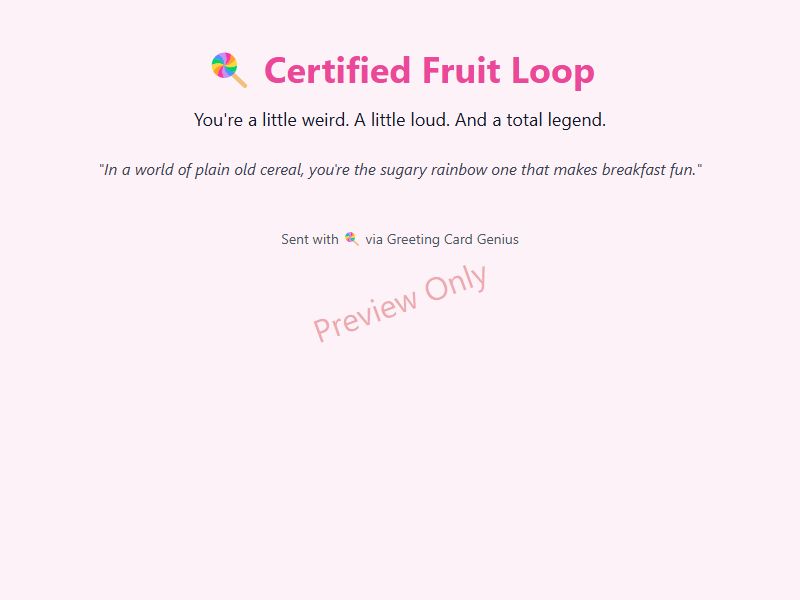 🍭 Certified Fruit Loop
You're a little weird. A little loud. And a total legend.
"In a world of plain old cereal, you're the sugary rainbow one that makes breakfast fun."
Sent with 🍭 via Greeting Card Genius
Preview Only